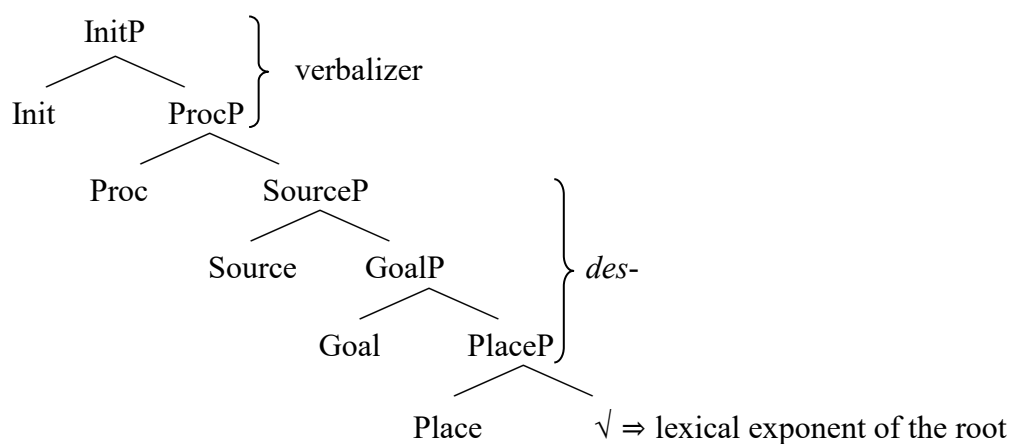 InitP
verbalizer
Init ProcP
Proc SourceP
Source GoalP des-
Goal PlaceP
Place √ ⇒ lexical exponent of the root